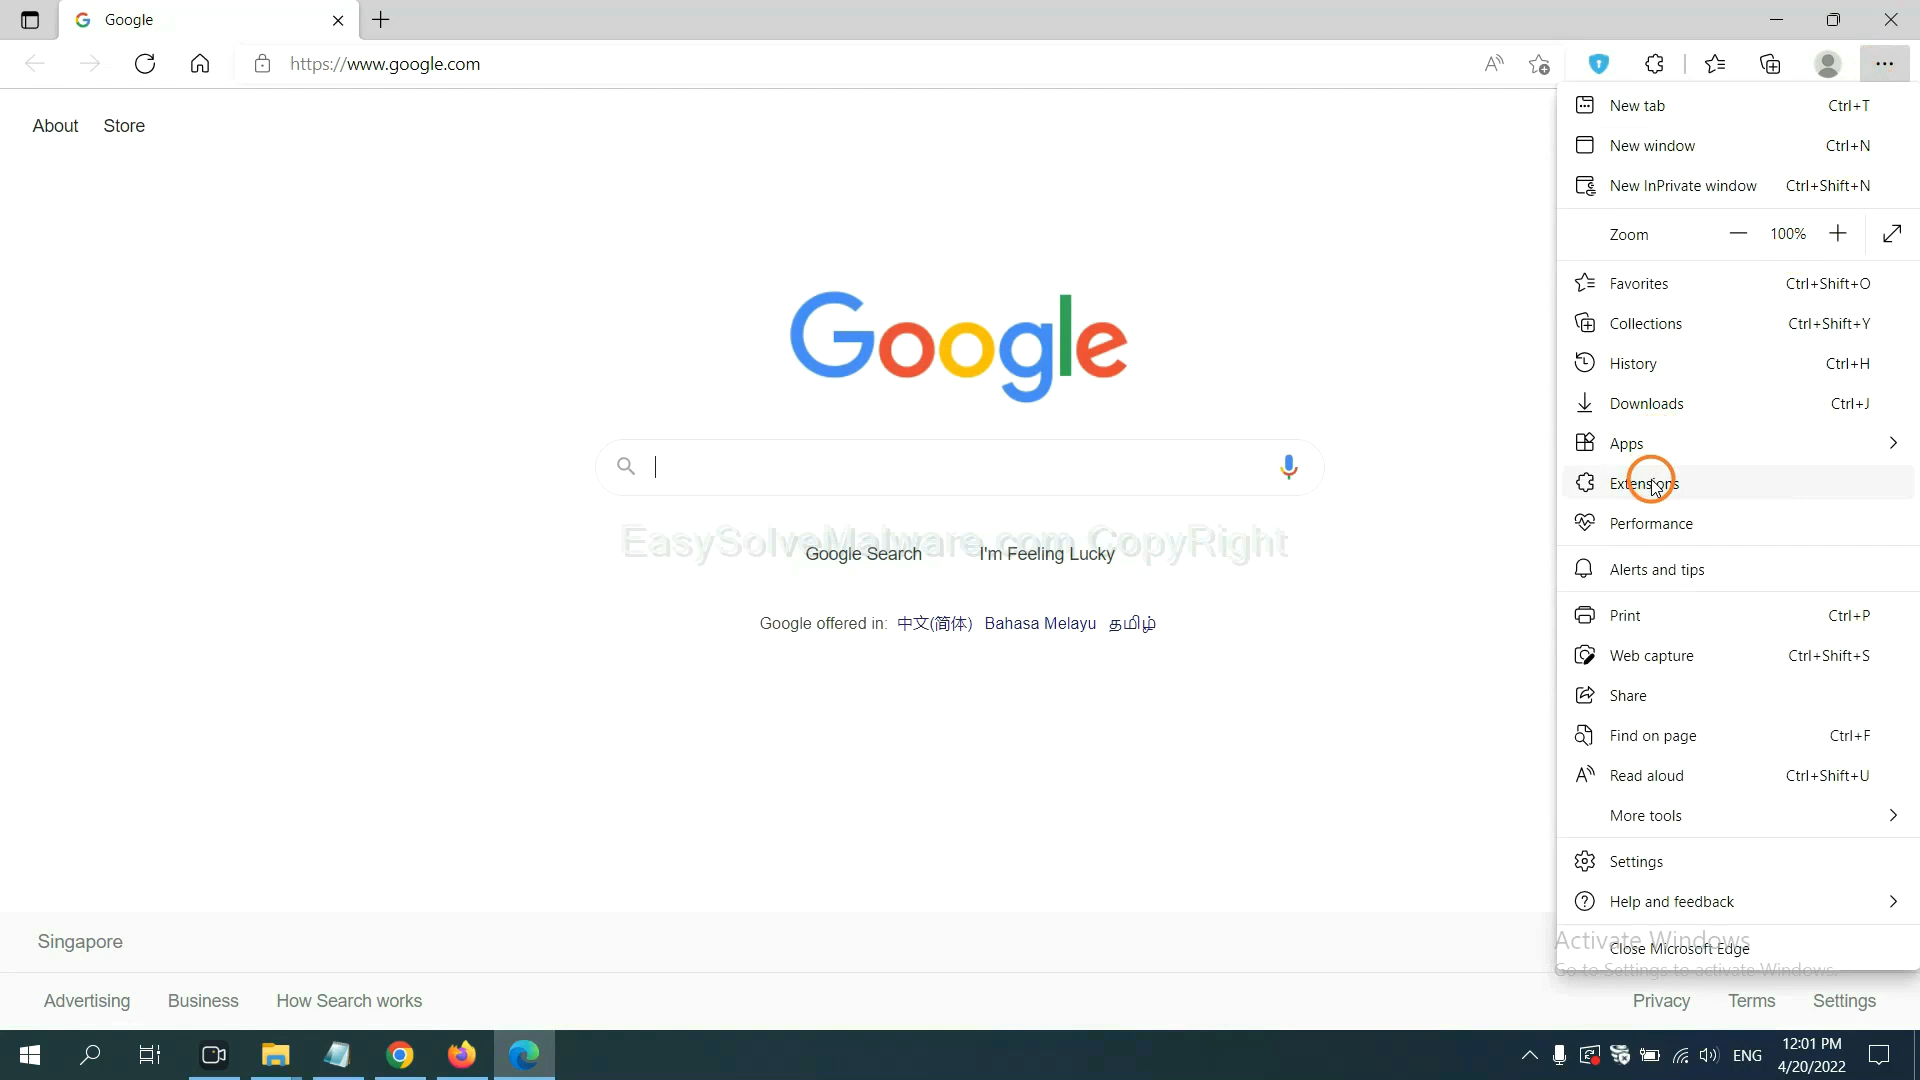 Google
https://www.google.com
About Store
New tab Ctrl+T
New window Ctrl+N
New InPrivate window Ctrl+Shift+N
Zoom 100%
Favorites Ctrl+Shift+O
Collections Ctrl+Shift+Y
History Ctrl+H
Downloads Ctrl+J
Apps
Extensions
Performance
Alerts and tips
Print Ctrl+P
Web capture Ctrl+Shift+S
Share
Find on page Ctrl+F
Read aloud Ctrl+Shift+U
More tools
Settings
Help and feedback
Close Microsoft Edge
Google
EasySolveMalware.com CopyRight
Google Search I'm Feeling Lucky
Google offered in: 中文(简体) Bahasa Melayu தமிழ்
Activate Windows
Go to Settings to activate Windows.
Singapore
Advertising Business How Search works Privacy Terms Settings
ENG 12:01 PM
4/20/2022